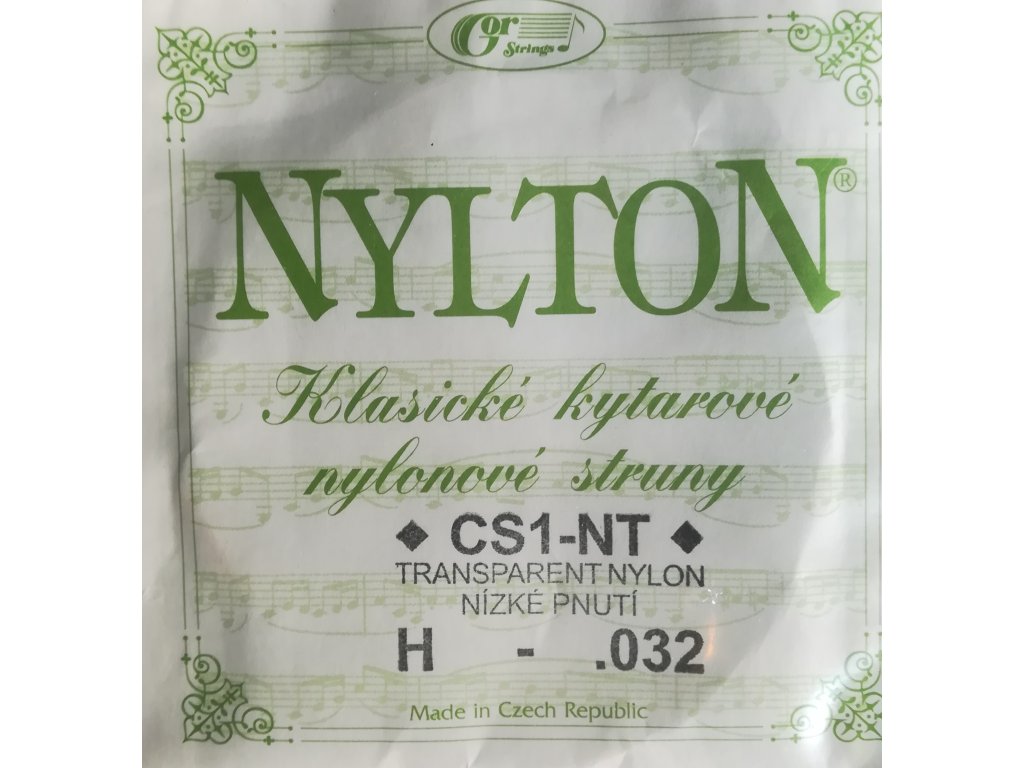 Gor
Strings
NYLTON®
Klasické kytarové
nylonové struny
◆ CS1-NT ◆
TRANSPARENT NYLON
NÍZKÉ PNUTÍ
H - .032
Made in Czech Republic